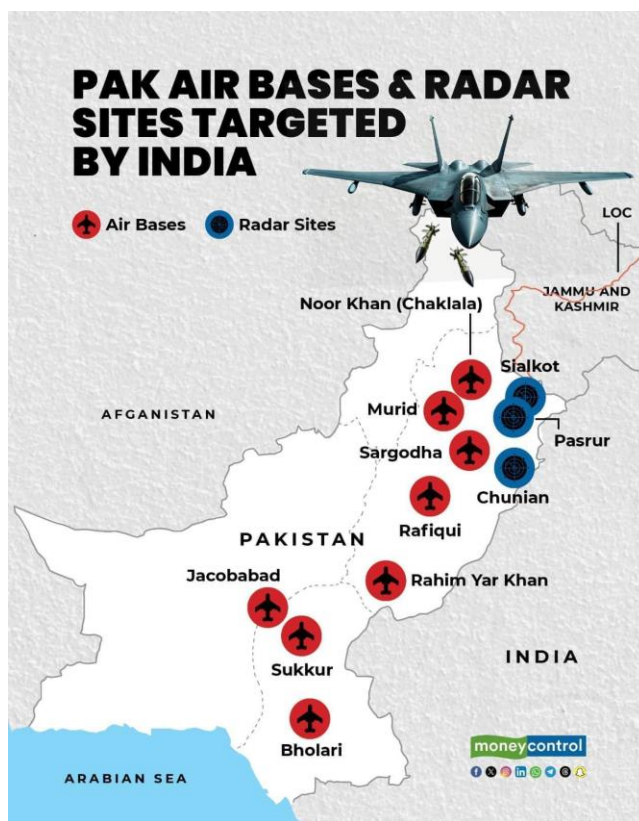 PAK AIR BASES & RADAR
SITES TARGETED
BY INDIA
Air Bases
Radar Sites
LOC
JAMMU AND
KASHMIR
Noor Khan (Chaklala)
Sialkot
AFGANISTAN
Murid
Pasrur
Sargodha
Chunian
Rafiqui
PAKISTAN
Jacobabad
Rahim Yar Khan
Sukkur
INDIA
Bholari
moneycontrol
ARABIAN SEA